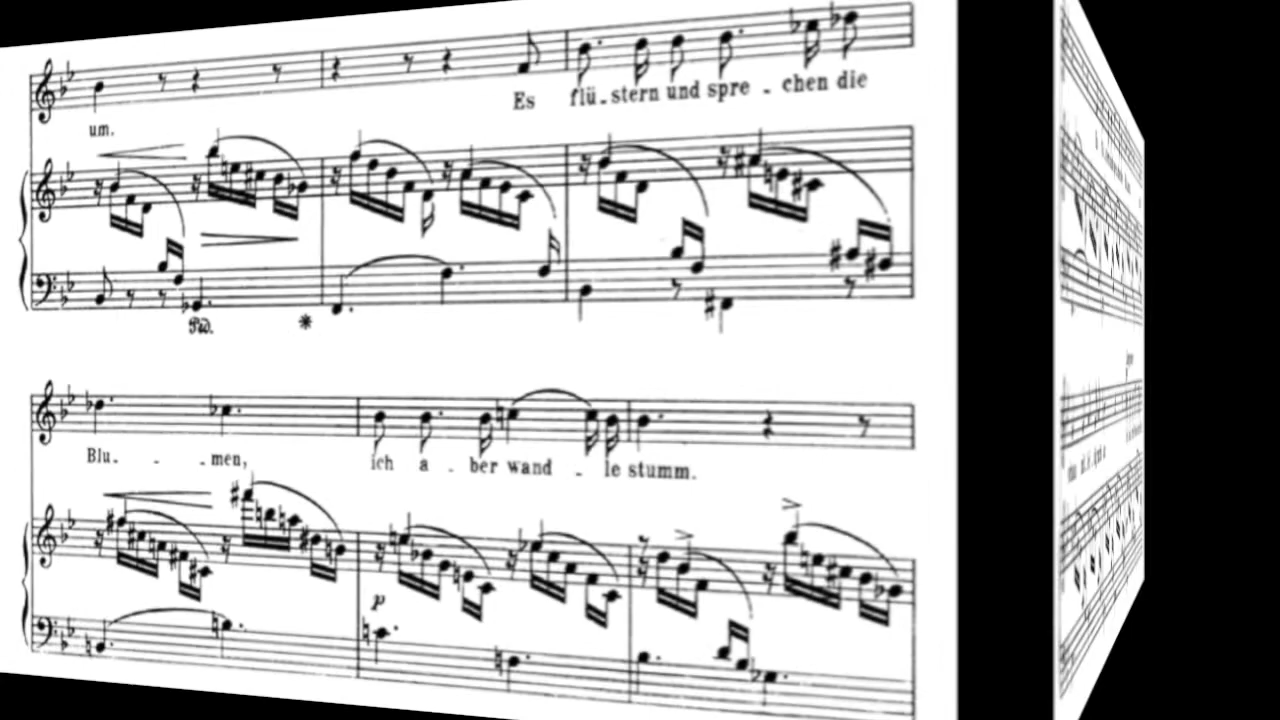 Es flü-stern und spre-chen die
um.
Ped. *
Blu- - -men, ich a-ber wand-le stumm.
p